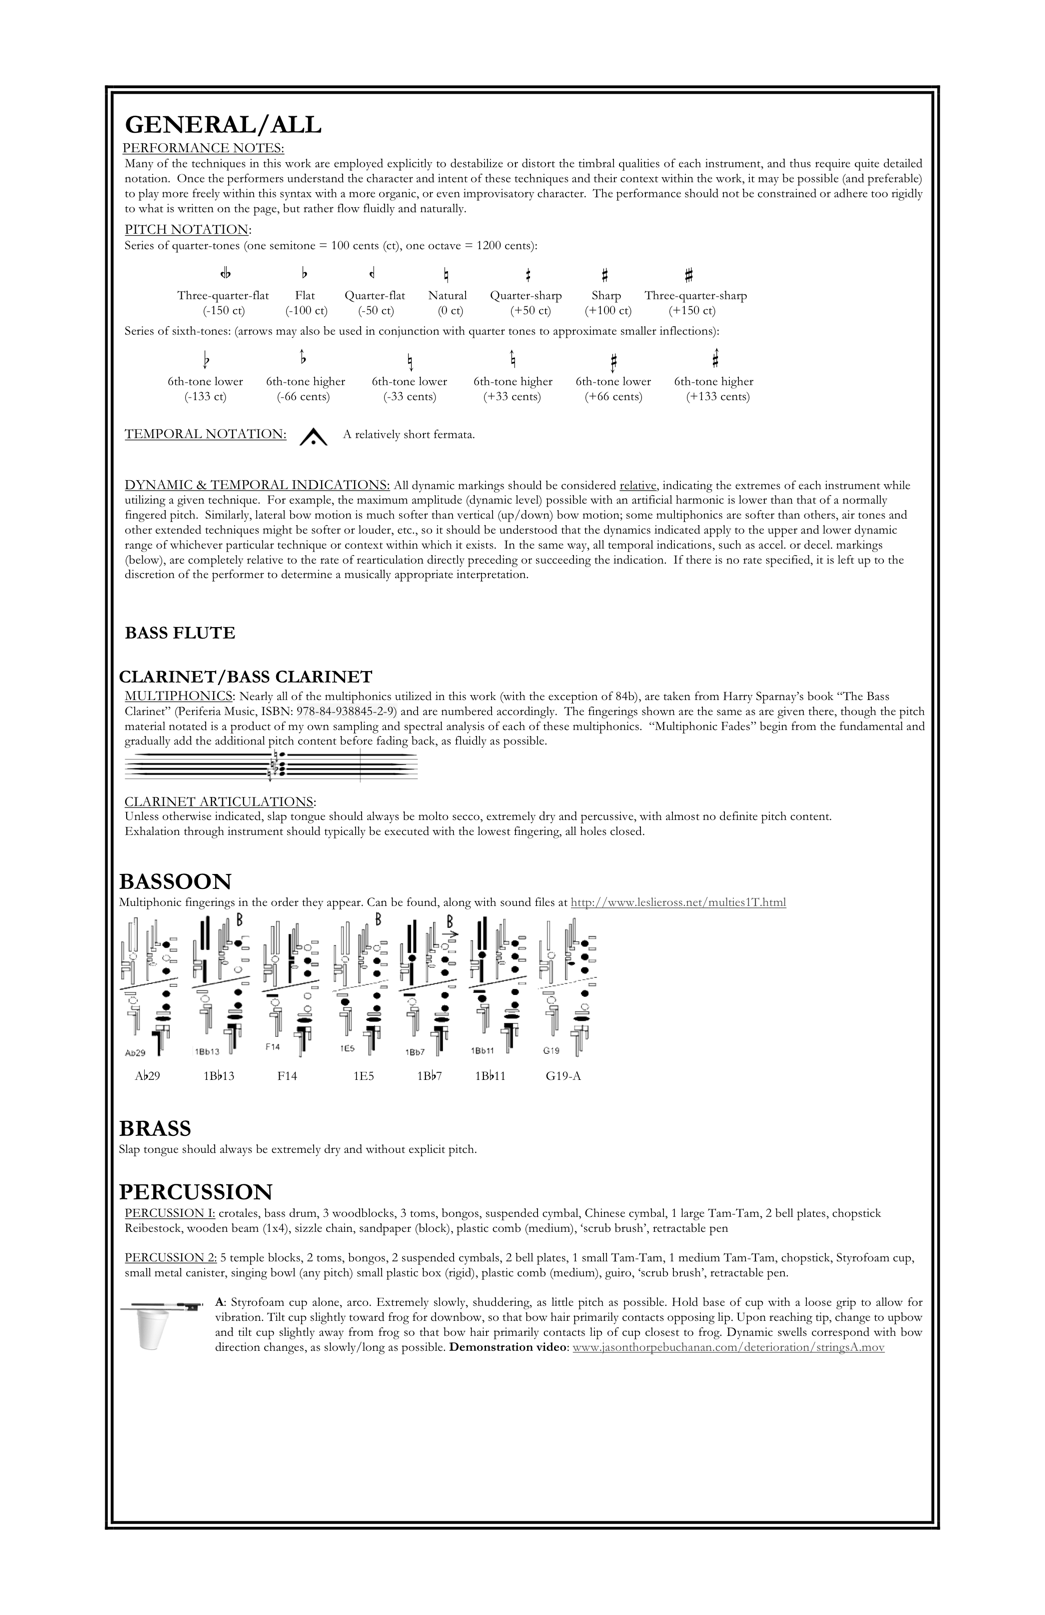 GENERAL/ALL
PERFORMANCE NOTES:
Many of the techniques in this work are employed explicitly to destabilize or distort the timbral qualities of each instrument, and thus require quite detailed
notation.  Once the performers understand the character and intent of these techniques and their context within the work, it may be possible (and preferable)
to play more freely within this syntax with a more organic, or even improvisatory character.  The performance should not be constrained or adhere too rigidly
to what is written on the page, but rather flow fluidly and naturally.
PITCH NOTATION:
Series of quarter-tones (one semitone = 100 cents (ct), one octave = 1200 cents):
Three-quarter-flat Flat Quarter-flat Natural Quarter-sharp Sharp Three-quarter-sharp
(-150 ct) (-100 ct) (-50 ct) (0 ct) (+50 ct) (+100 ct) (+150 ct)
Series of sixth-tones: (arrows may also be used in conjunction with quarter tones to approximate smaller inflections):
6th-tone lower 6th-tone higher 6th-tone lower 6th-tone higher 6th-tone lower 6th-tone higher
(-133 ct) (-66 cents) (-33 cents) (+33 cents) (+66 cents) (+133 cents)
TEMPORAL NOTATION: A relatively short fermata.
DYNAMIC & TEMPORAL INDICATIONS: All dynamic markings should be considered relative, indicating the extremes of each instrument while
utilizing a given technique.  For example, the maximum amplitude (dynamic level) possible with an artificial harmonic is lower than that of a normally
fingered pitch.  Similarly, lateral bow motion is much softer than vertical (up/down) bow motion; some multiphonics are softer than others, air tones and
other extended techniques might be softer or louder, etc., so it should be understood that the dynamics indicated apply to the upper and lower dynamic
range of whichever particular technique or context within which it exists.  In the same way, all temporal indications, such as accel. or decel. markings
(below), are completely relative to the rate of rearticulation directly preceding or succeeding the indication.  If there is no rate specified, it is left up to the
discretion of the performer to determine a musically appropriate interpretation.
BASS FLUTE
CLARINET/BASS CLARINET
MULTIPHONICS: Nearly all of the multiphonics utilized in this work (with the exception of 84b), are taken from Harry Sparnay's book “The Bass
Clarinet” (Periferia Music, ISBN: 978-84-938845-2-9) and are numbered accordingly.  The fingerings shown are the same as are given there, though the pitch
material notated is a product of my own sampling and spectral analysis of each of these multiphonics.  “Multiphonic Fades” begin from the fundamental and
gradually add the additional pitch content before fading back, as fluidly as possible.
CLARINET ARTICULATIONS:
Unless otherwise indicated, slap tongue should always be molto secco, extremely dry and percussive, with almost no definite pitch content.
Exhalation through instrument should typically be executed with the lowest fingering, all holes closed.
BASSOON
Multiphonic fingerings in the order they appear. Can be found, along with sound files at http://www.leslieross.net/multies1T.html
B B B
Ab29 1Bb13 F14 1E5 1Bb7 1Bb11 G19
A♭29 1B♭13 F14 1E5 1B♭7 1B♭11 G19-A
BRASS
Slap tongue should always be extremely dry and without explicit pitch.
PERCUSSION
PERCUSSION 1: crotales, bass drum, 3 woodblocks, 3 toms, bongos, suspended cymbal, Chinese cymbal, 1 large Tam-Tam, 2 bell plates, chopstick
Reibestock, wooden beam (1x4), sizzle chain, sandpaper (block), plastic comb (medium), ‘scrub brush’, retractable pen
PERCUSSION 2: 5 temple blocks, 2 toms, bongos, 2 suspended cymbals, 2 bell plates, 1 small Tam-Tam, 1 medium Tam-Tam, chopstick, Styrofoam cup,
small metal canister, singing bowl (any pitch) small plastic box (rigid), plastic comb (medium), guiro, ‘scrub brush’, retractable pen.
A: Styrofoam cup alone, arco. Extremely slowly, shuddering, as little pitch as possible. Hold base of cup with a loose grip to allow for
vibration. Tilt cup slightly toward frog for downbow, so that bow hair primarily contacts opposing lip. Upon reaching tip, change to upbow
and tilt cup slightly away from frog so that bow hair primarily contacts lip of cup closest to frog. Dynamic swells correspond with bow
direction changes, as slowly/long as possible. Demonstration video: www.jasonthorpebuchanan.com/deterioration/stringsA.mov